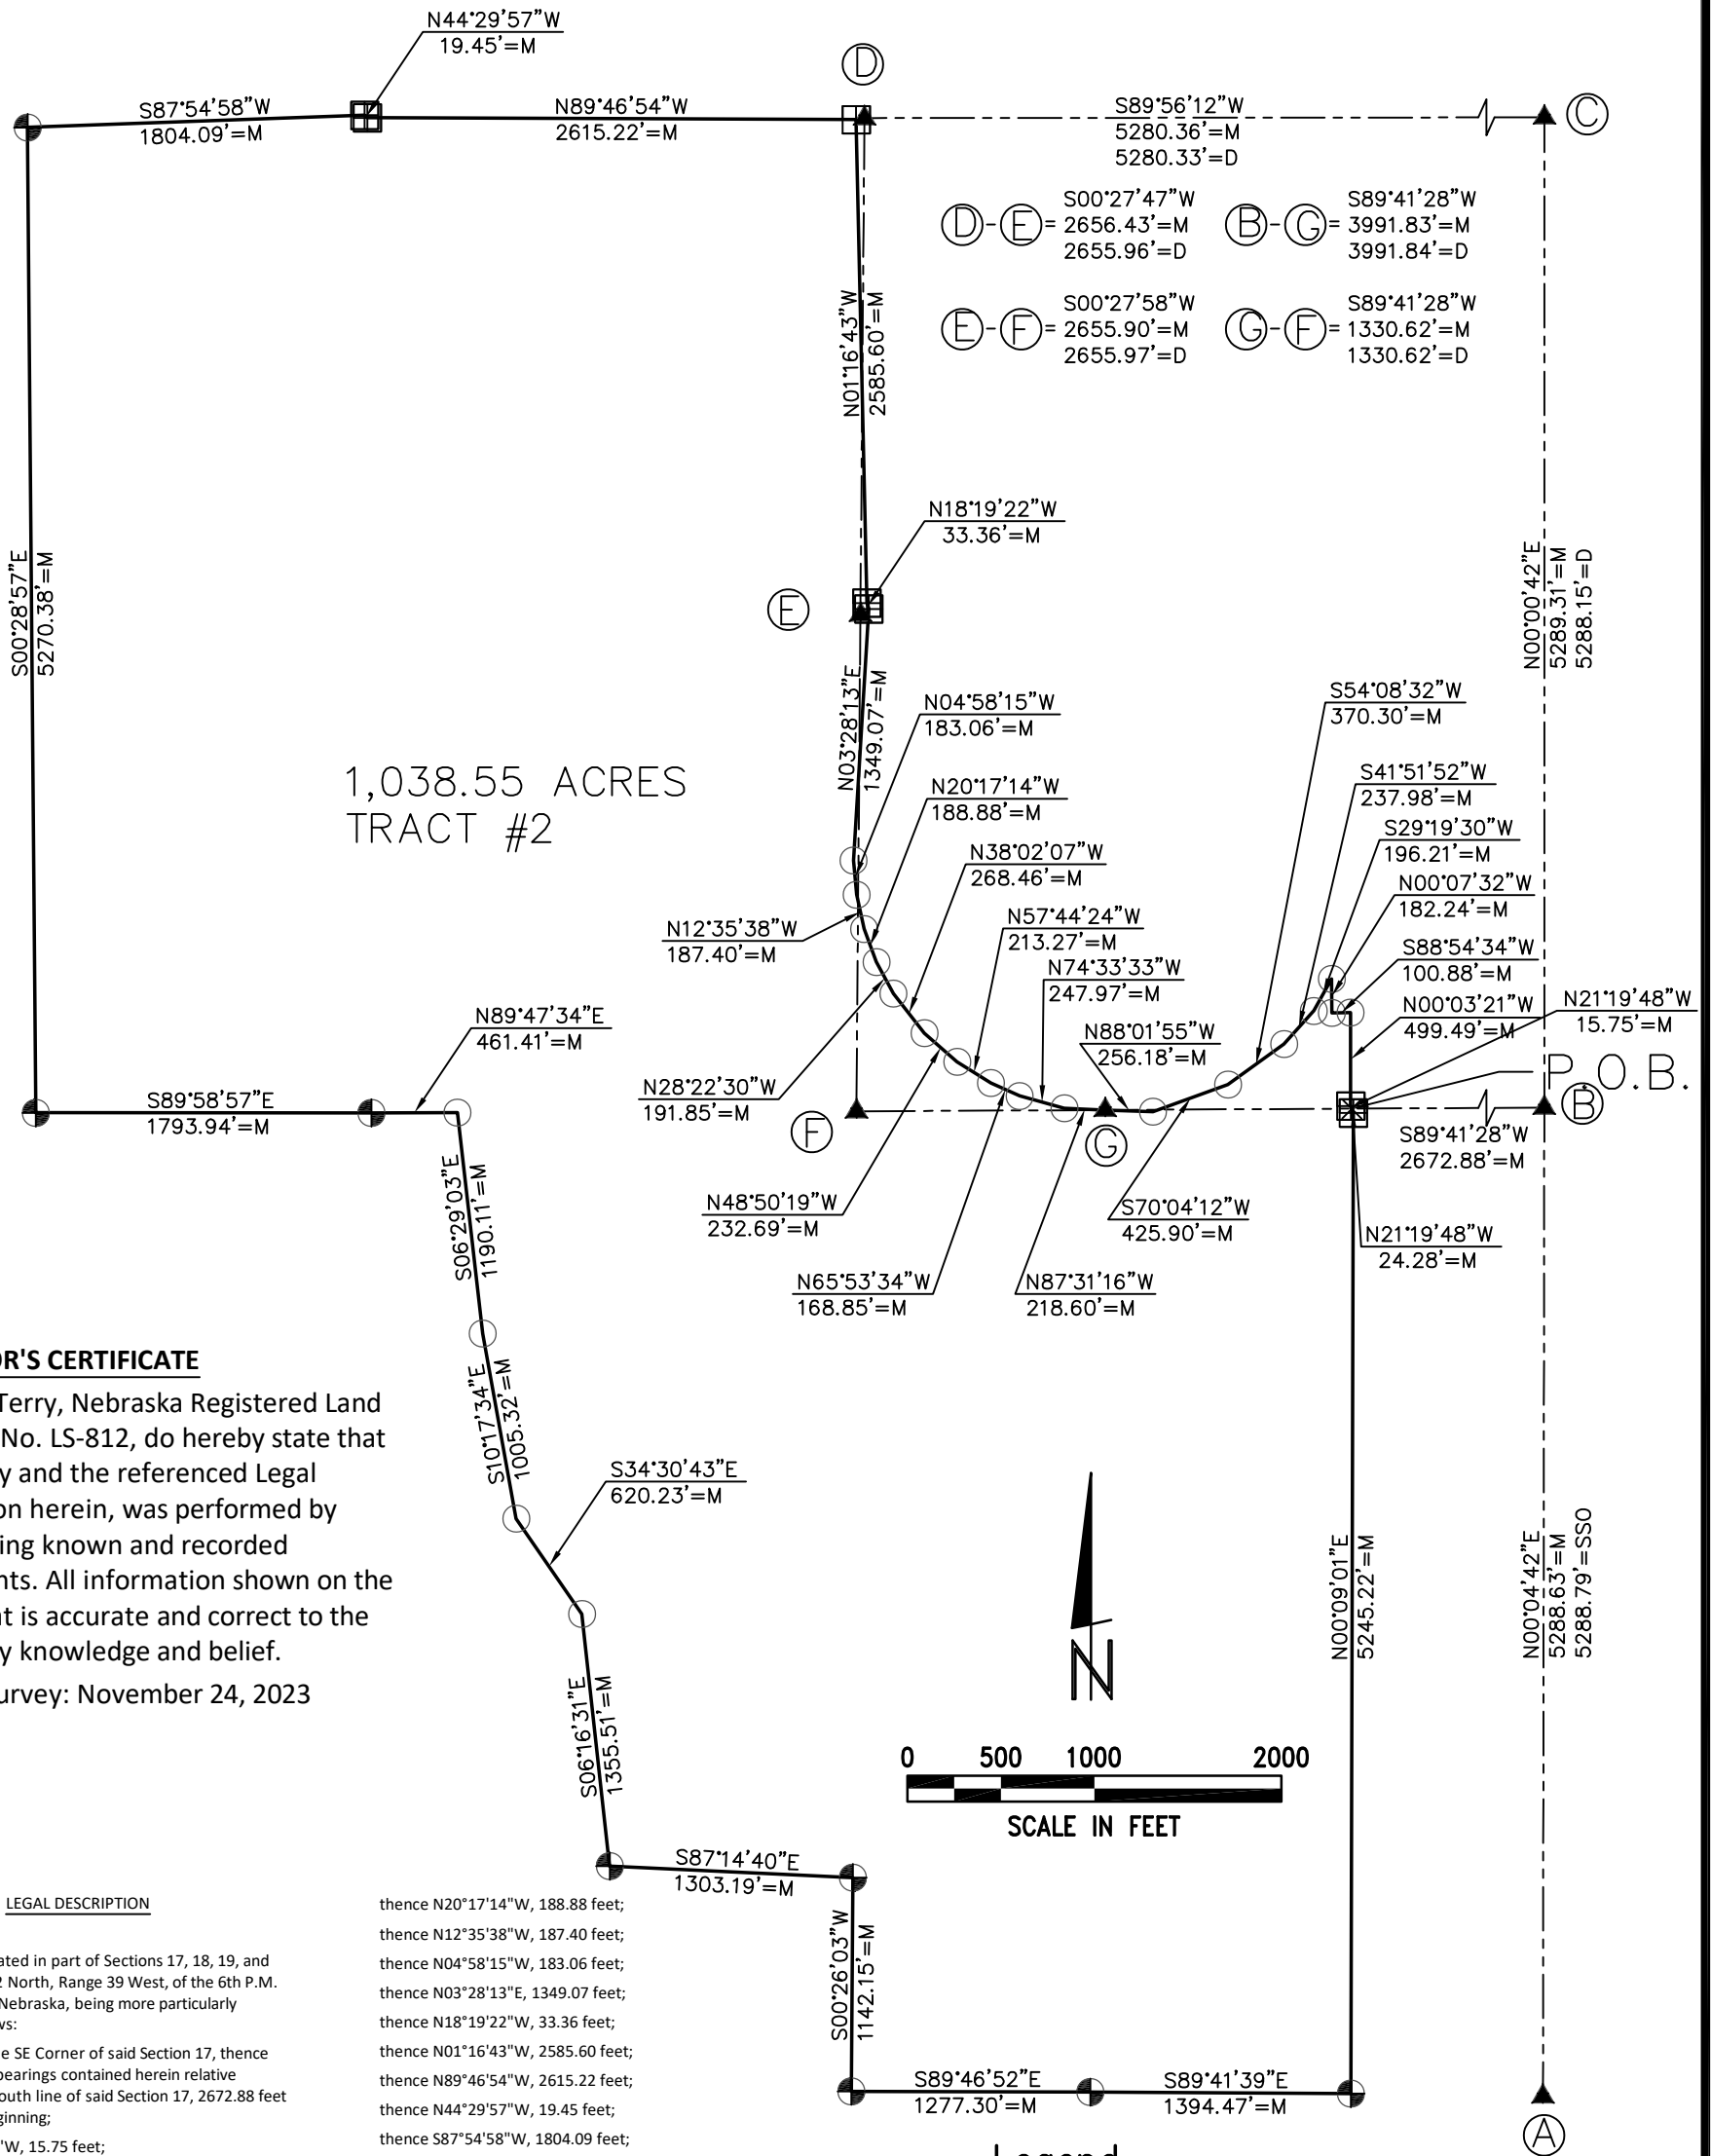 N44°29'57"W
19.45'=M
D
S87°54'58"W
1804.09'=M
N89°46'54"W
2615.22'=M
S89°56'12"W
5280.36'=M
5280.33'=D
C
D-E= S00°27'47"W
2656.43'=M
2655.96'=D
B-G= S89°41'28"W
3991.83'=M
3991.84'=D
E-F= S00°27'58"W
2655.90'=M
2655.97'=D
G-F= S89°41'28"W
1330.62'=M
1330.62'=D
N01°16'43"W
2585.60'=M
S00°28'57"E
5270.38'=M
N18°19'22"W
33.36'=M
E
N00°00'42"E
5289.31'=M
5288.15'=D
N03°28'13"E
1349.07'=M
N04°58'15"W
183.06'=M
S54°08'32"W
370.30'=M
1,038.55 ACRES
TRACT #2
N20°17'14"W
188.88'=M
S41°51'52"W
237.98'=M
S29°19'30"W
196.21'=M
N38°02'07"W
268.46'=M
N00°07'32"W
182.24'=M
N12°35'38"W
187.40'=M
N57°44'24"W
213.27'=M
S88°54'34"W
100.88'=M
N74°33'33"W
247.97'=M
N00°03'21"W
499.49'=M
N21°19'48"W
15.75'=M
N89°47'34"E
461.41'=M
N88°01'55"W
256.18'=M
P.O.B.
N28°22'30"W
191.85'=M
S89°58'57"E
1793.94'=M
F
G
B
S89°41'28"W
2672.88'=M
N48°50'19"W
232.69'=M
S70°04'12"W
425.90'=M
N21°19'48"W
24.28'=M
S06°29'03"E
1190.11'=M
N65°53'34"W
168.85'=M
N87°31'16"W
218.60'=M
OR'S CERTIFICATE
Terry, Nebraska Registered Land
No. LS-812, do hereby state that
y and the referenced Legal
on herein, was performed by
ing known and recorded
nts. All information shown on the
at is accurate and correct to the
y knowledge and belief.
urvey: November 24, 2023
S10°17'34"E
1005.32'=M
S34°30'43"E
620.23'=M
N00°09'01"E
5245.22'=M
N00°04'42"E
5288.63'=M
5288.79'=SSO
N
S06°16'31"E
1355.51'=M
0 500 1000 2000
SCALE IN FEET
S87°14'40"E
1303.19'=M
S00°26'03"W
1142.15'=M
S89°46'52"E
1277.30'=M
S89°41'39"E
1394.47'=M
A
LEGAL DESCRIPTION
ated in part of Sections 17, 18, 19, and
2 North, Range 39 West, of the 6th P.M.
Nebraska, being more particularly
ws:
e SE Corner of said Section 17, thence
bearings contained herein relative
outh line of said Section 17, 2672.88 feet
ginning;
"W, 15.75 feet;
thence N20°17'14"W, 188.88 feet;
thence N12°35'38"W, 187.40 feet;
thence N04°58'15"W, 183.06 feet;
thence N03°28'13"E, 1349.07 feet;
thence N18°19'22"W, 33.36 feet;
thence N01°16'43"W, 2585.60 feet;
thence N89°46'54"W, 2615.22 feet;
thence N44°29'57"W, 19.45 feet;
thence S87°54'58"W, 1804.09 feet;
Legend